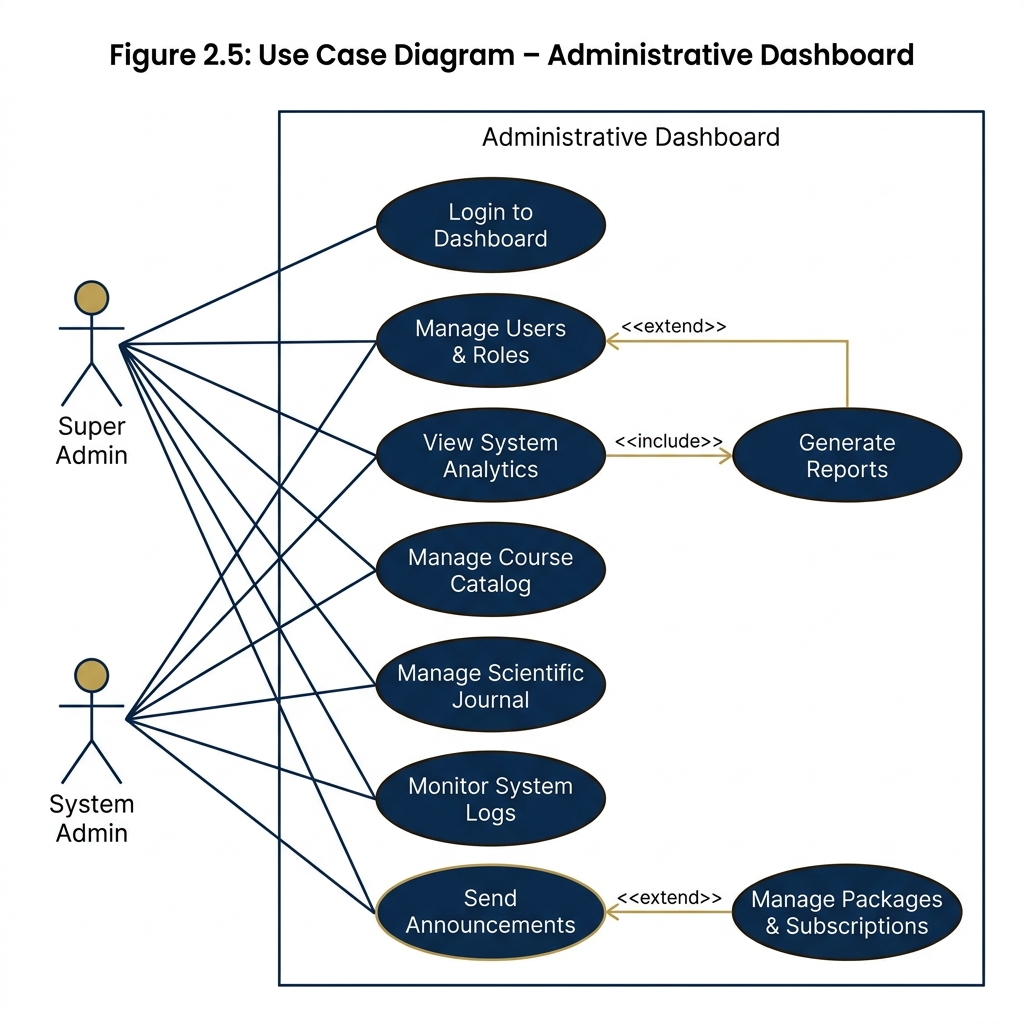 Figure 2.5: Use Case Diagram – Administrative Dashboard
Administrative Dashboard
Login to
Dashboard
Manage Users
& Roles
<<extend>>
Super
Admin
View System
Analytics
<<include>>
Generate
Reports
Manage Course
Catalog
Manage Scientific
Journal
System
Admin
Monitor System
Logs
Send
Announcements
<<extend>>
Manage Packages
& Subscriptions